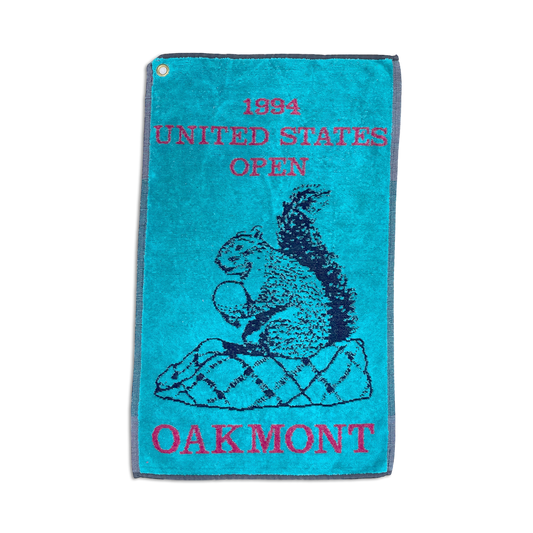 1994
UNITED STATES
OPEN
OAKMONT